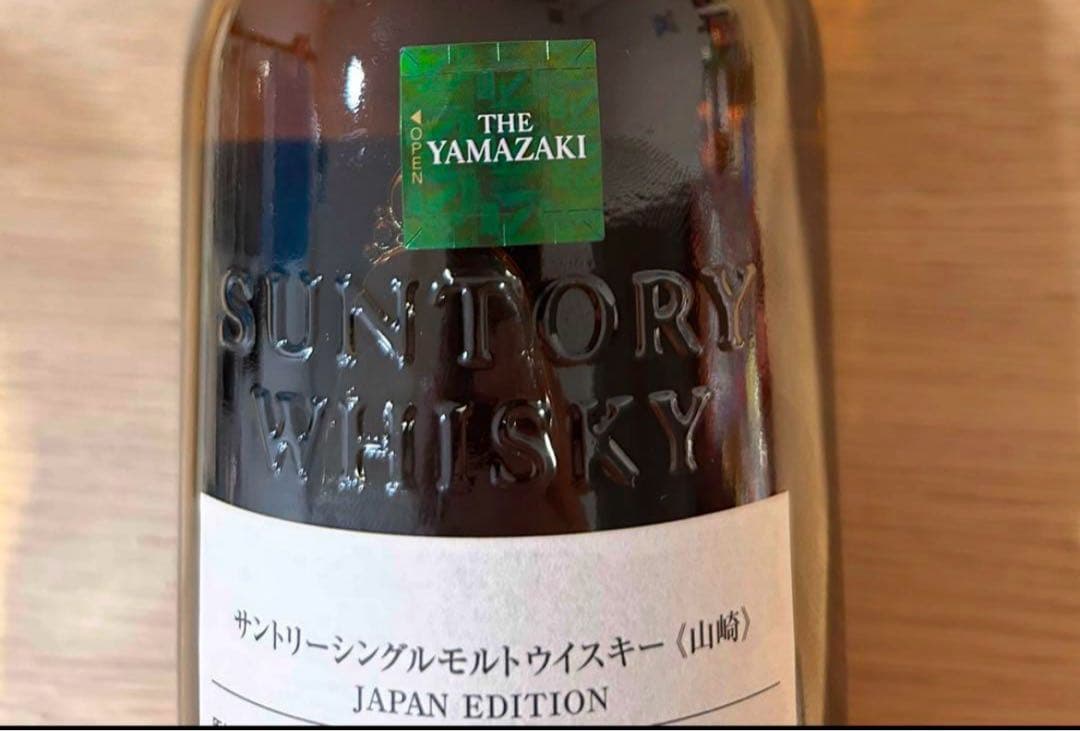 THE
YAMAZAKI
◀OPEN
SUNTORY
WHISKY
サントリーシングルモルトウイスキー《山崎》
JAPAN EDITION